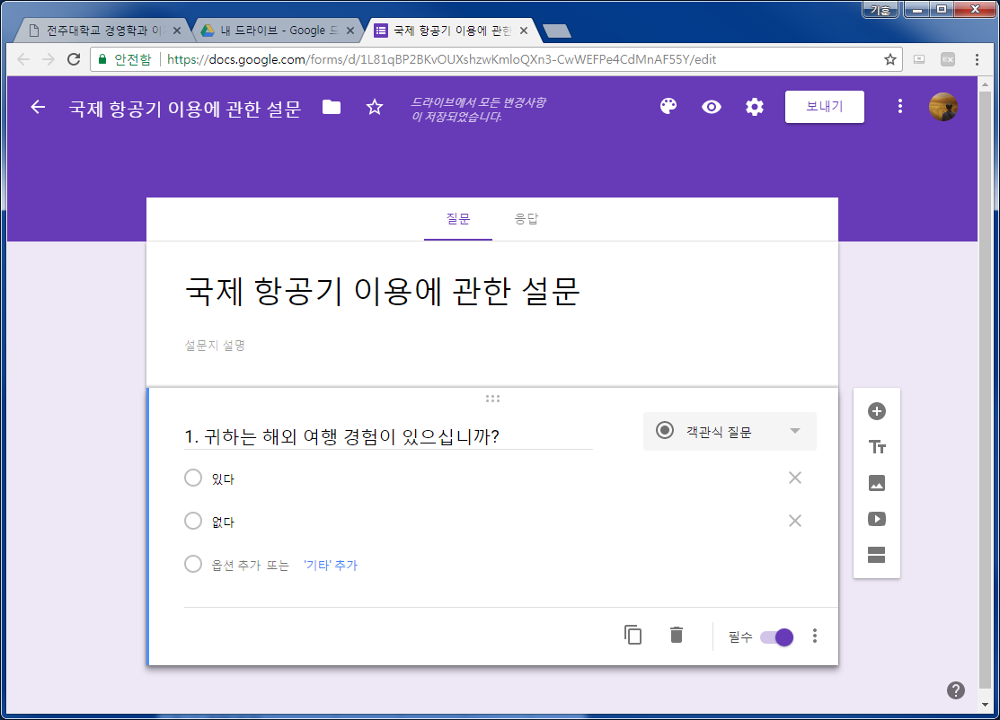 기훈
전주대학교 경영학과 이
내 드라이브 - Google 드
국제 항공기 이용에 관한
안전함
https://docs.google.com/forms/d/1L81qBP2BKvOUXshzwKmloQXn3-CwWEFPe4CdMnAF55Y/edit
국제 항공기 이용에 관한 설문
드라이브에서 모든 변경사항
이 저장되었습니다.
보내기
질문
응답
국제 항공기 이용에 관한 설문
설문지 설명
1. 귀하는 해외 여행 경험이 있으십니까?
객관식 질문
있다
없다
옵션 추가 또는 '기타' 추가
필수